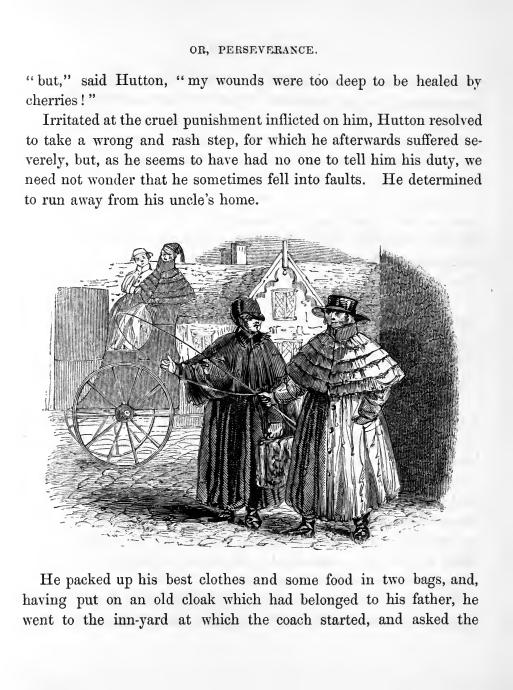 OR, PERSEVERANCE.
"but," said Hutton, "my wounds were too deep to be healed by
cherries!"
Irritated at the cruel punishment inflicted on him, Hutton resolved
to take a wrong and rash step, for which he afterwards suffered se-
verely, but, as he seems to have had no one to tell him his duty, we
need not wonder that he sometimes fell into faults. He determined
to run away from his uncle's home.
He packed up his best clothes and some food in two bags, and,
having put on an old cloak which had belonged to his father, he
went to the inn-yard at which the coach started, and asked the